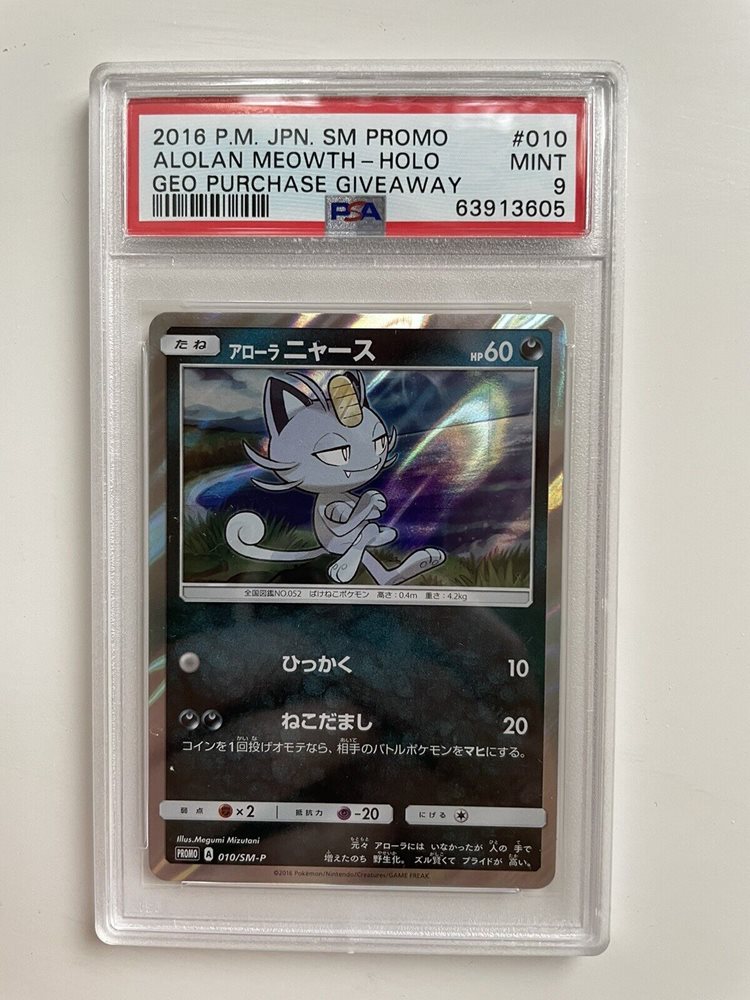 2016 P.M. JPN. SM PROMO #010
ALOLAN MEOWTH - HOLO MINT
GEO PURCHASE GIVEAWAY 9
PSA 63913605
たね アローラ ニャース HP60
全国図鑑NO.052 ばけねこポケモン 高さ:0.4m 重さ:4.2kg
ひっかく 10
ねこだまし 20
コインを1回投げオモテなら、相手のバトルポケモンをマヒにする。
弱点 ×2 抵抗力 -20 にげる
Illus.Megumi Mizutani
元々 アローラには いなかったが 人の 手で
増えたのち 野生化。 ズル賢くて プライドが 高い。
PROMO A 010/SM-P
©2016 Pokémon/Nintendo/Creatures/GAME FREAK